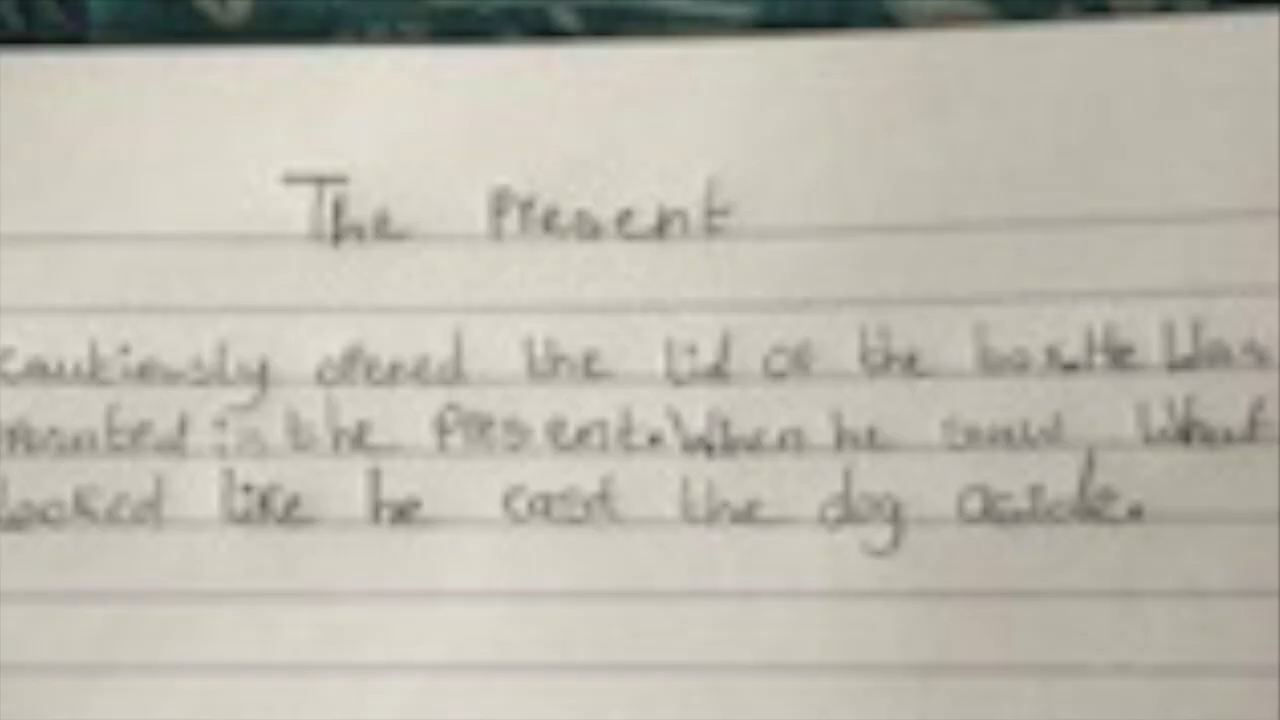 The Present
cautiously opened the lid of the box. He was
in the Present. When he saw what
looked like he cast the dog aside.